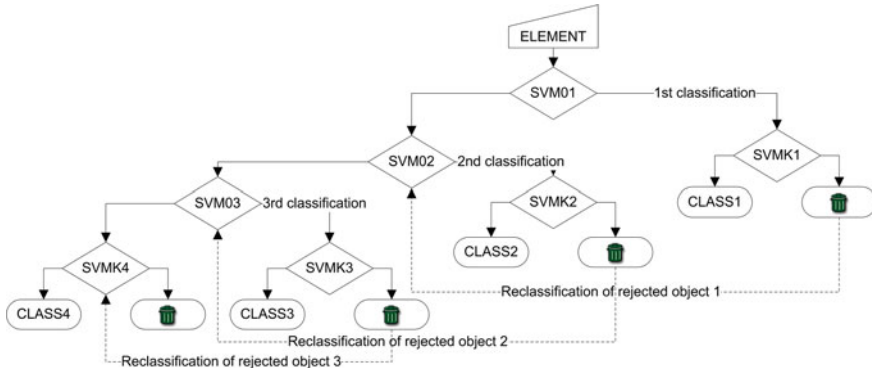 ELEMENT
SVM01
1st classification
SVMK1
SVM02
2nd classification
CLASS1
SVM03
3rd classification
SVMK2
CLASS2
SVMK4
SVMK3
Reclassification of rejected object 1
CLASS4
CLASS3
Reclassification of rejected object 2
Reclassification of rejected object 3